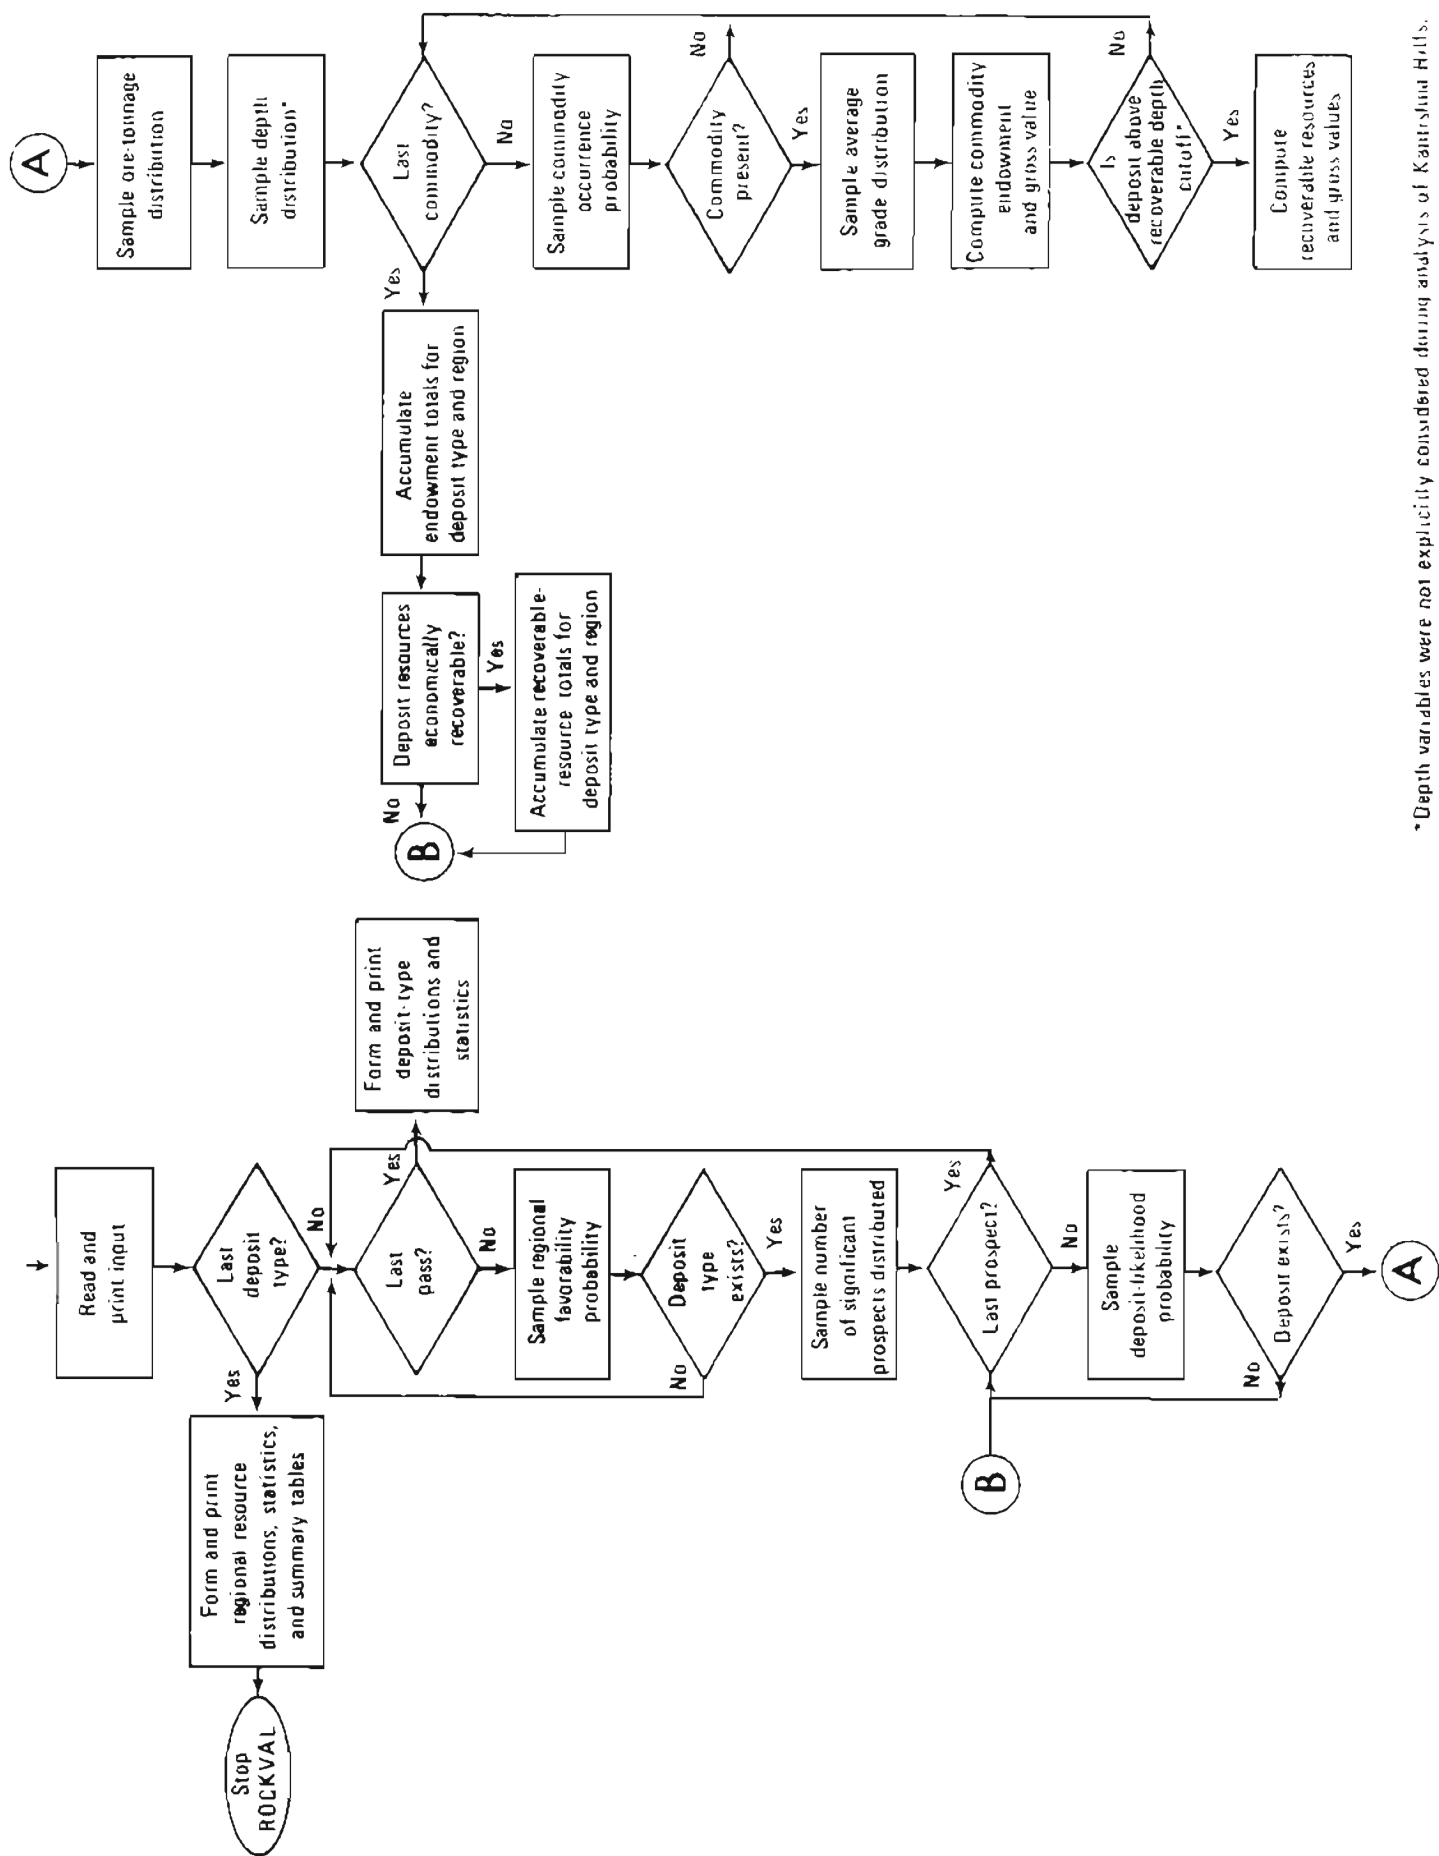 Read and
print input
Last
deposit
type?
Yes
Form and print
regional resource
distributions, statistics,
and summary tables
Stop
ROCKVAL
No
Last
pass?
Yes
Form and print
deposit-type
distributions and
statistics
No
Sample regional
favorability
probability
Deposit
type
exists?
No
Yes
Sample number
of significant
prospects distributed
Last prospect?
Yes
B
No
Sample
deposit-likelihood
probability
Deposit exists?
No
Yes
A
A
Sample ore-tonnage
distribution
Sample depth
distribution*
Last
commodity?
Yes
Accumulate
endowment totals for
deposit type and region
Deposit resources
economically
recoverable?
No
B
Yes
Accumulate recoverable-
resource totals for
deposit type and region
No
Sample commodity
occurrence
probability
Commodity
present?
No
Yes
Sample average
grade distribution
Compute commodity
endowment
and gross value
Is
deposit above
recoverable depth
cutoff*
No
Yes
Compute
recoverable resources
and gross values
*Depth variables were not explicitly considered during analysis of Kantishna Hills.